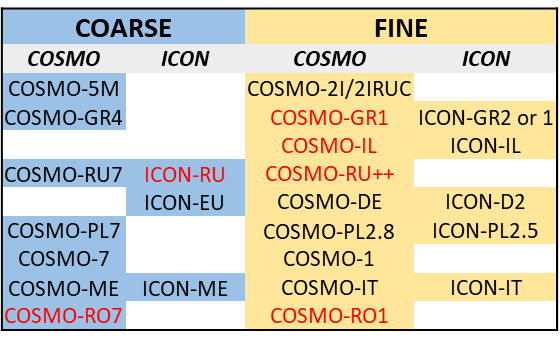 COARSE FINE
COSMO ICON COSMO ICON
COSMO-5M COSMO-2I/2IRUC
COSMO-GR4 COSMO-GR1 ICON-GR2 or 1
COSMO-IL ICON-IL
COSMO-RU7 ICON-RU COSMO-RU++
ICON-EU COSMO-DE ICON-D2
COSMO-PL7 COSMO-PL2.8 ICON-PL2.5
COSMO-7 COSMO-1
COSMO-ME ICON-ME COSMO-IT ICON-IT
COSMO-RO7 COSMO-RO1